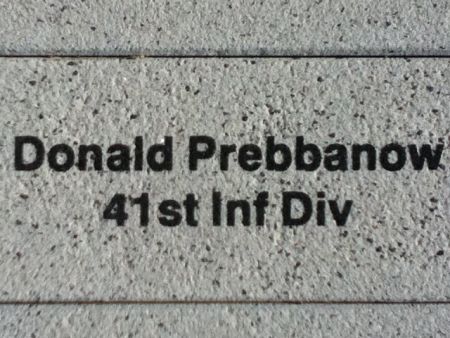 Donald Prebbanow
41st Inf Div